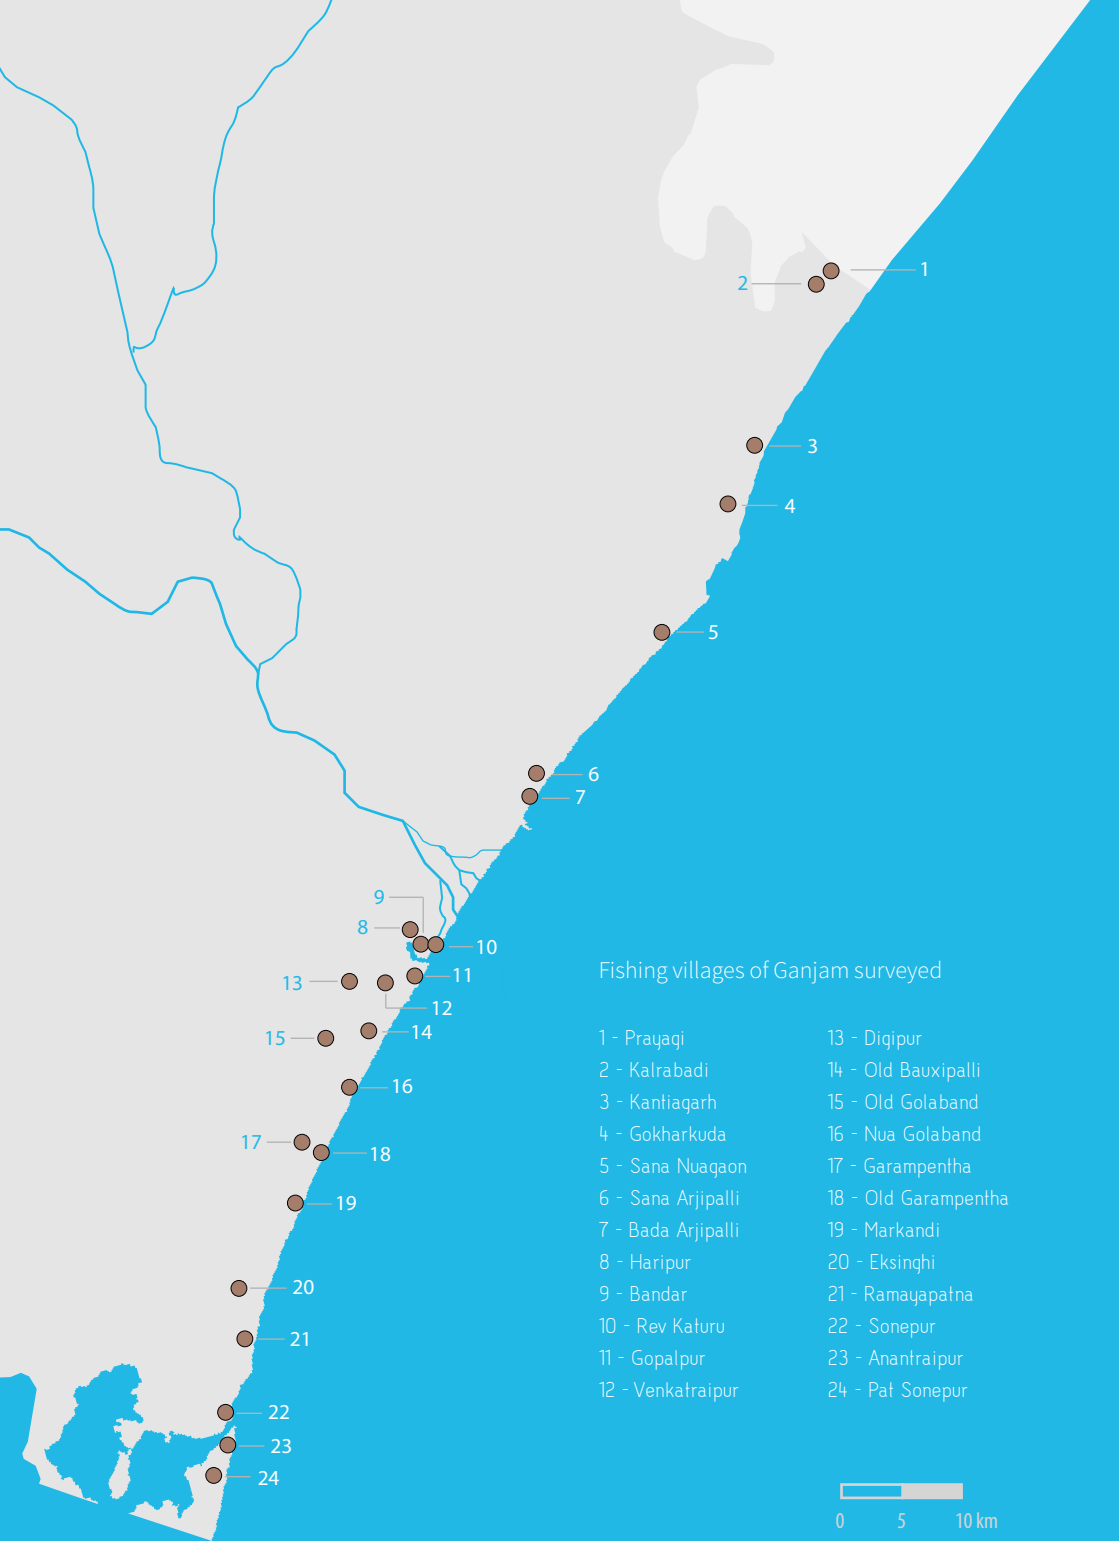 1
2
3
4
5
6
7
9
8
10
11
13
12
14
15
16
17
18
19
20
21
22
23
24
Fishing villages of Ganjam surveyed
1 - Prayagi
2 - Kalrabadi
3 - Kantiagarh
4 - Gokharkuda
5 - Sana Nuagaon
6 - Sana Arjipalli
7 - Bada Arjipalli
8 - Haripur
9 - Bandar
10 - Rev Katuru
11 - Gopalpur
12 - Venkatraipur
13 - Digipur
14 - Old Bauxipalli
15 - Old Golaband
16 - Nua Golaband
17 - Garampentha
18 - Old Garampentha
19 - Markandi
20 - Eksinghi
21 - Ramayapatna
22 - Sonepur
23 - Anantraipur
24 - Pat Sonepur
0 5 10 km